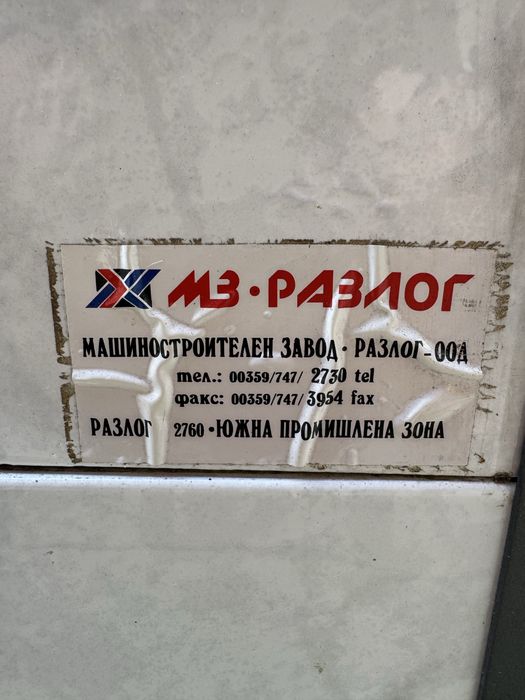 МЗ·РАЗЛОГ
МАШИНОСТРОИТЕЛЕН ЗАВОД · РАЗЛОГ-ООД
тел.: 00359/747/ 2730 tel
факс: 00359/747/ 3954 fax
РАЗЛОГ 2760 · ЮЖНА ПРОМИШЛЕНА ЗОНА